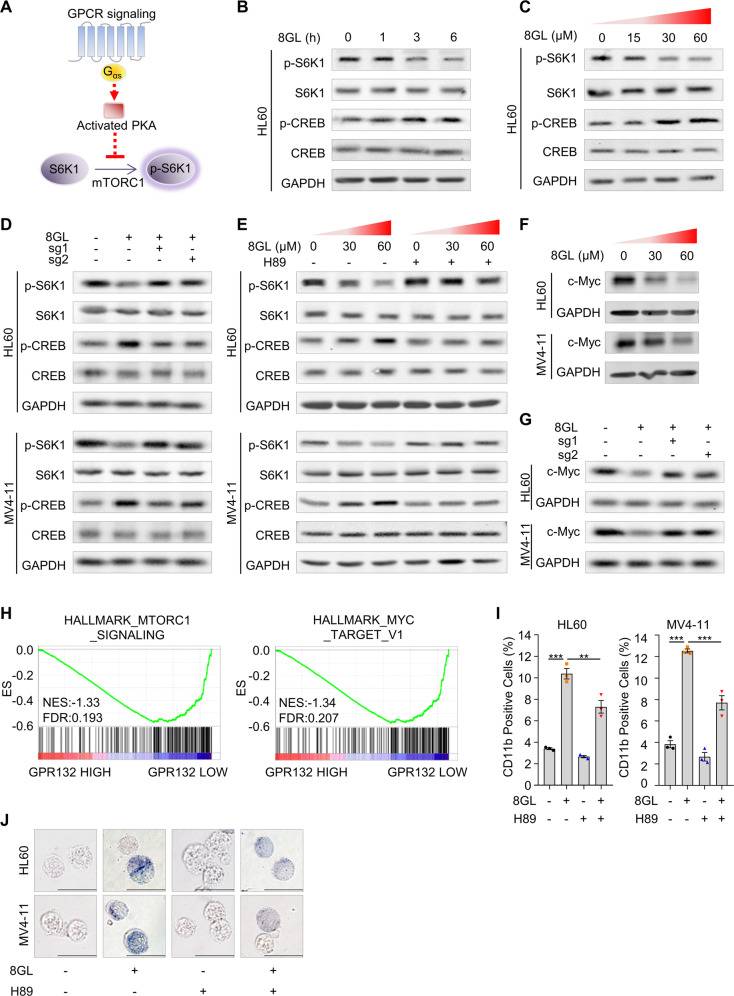 A
GPCR signaling
Gαs
Activated PKA
S6K1
mTORC1
p-S6K1
B
8GL (h) 0 1 3 6
HL60
p-S6K1
S6K1
p-CREB
CREB
GAPDH
C
8GL (μM)
0 15 30 60
HL60
p-S6K1
S6K1
p-CREB
CREB
GAPDH
D
8GL - + + +
sg1 +
sg2 +
HL60
p-S6K1
S6K1
p-CREB
CREB
GAPDH
MV4-11
p-S6K1
S6K1
p-CREB
CREB
GAPDH
E
8GL (μM) 0 30 60 0 30 60
H89 + + +
HL60
p-S6K1
S6K1
p-CREB
CREB
GAPDH
MV4-11
p-S6K1
S6K1
p-CREB
CREB
GAPDH
F
8GL (μM) 0 30 60
HL60
c-Myc
GAPDH
MV4-11
c-Myc
GAPDH
G
8GL - + + +
sg1 +
sg2 +
HL60
c-Myc
GAPDH
MV4-11
c-Myc
GAPDH
H
HALLMARK_MTORC1
_SIGNALING
ES
0.0
-0.2
-0.4
-0.6
NES:-1.33
FDR:0.193
GPR132 HIGH GPR132 LOW
HALLMARK_MYC
_TARGET_V1
0.0
-0.2
-0.4
-0.6
NES:-1.34
FDR:0.207
GPR132 HIGH GPR132 LOW
I
HL60
CD11b Positive Cells (%)
14
12
10
8
6
4
2
0
*** **
8GL - + - +
H89 - - + +
MV4-11
CD11b Positive Cells (%)
14
12
10
8
6
4
2
0
*** ***
8GL - + - +
H89 - - + +
J
HL60
MV4-11
8GL - + - +
H89 - - + +